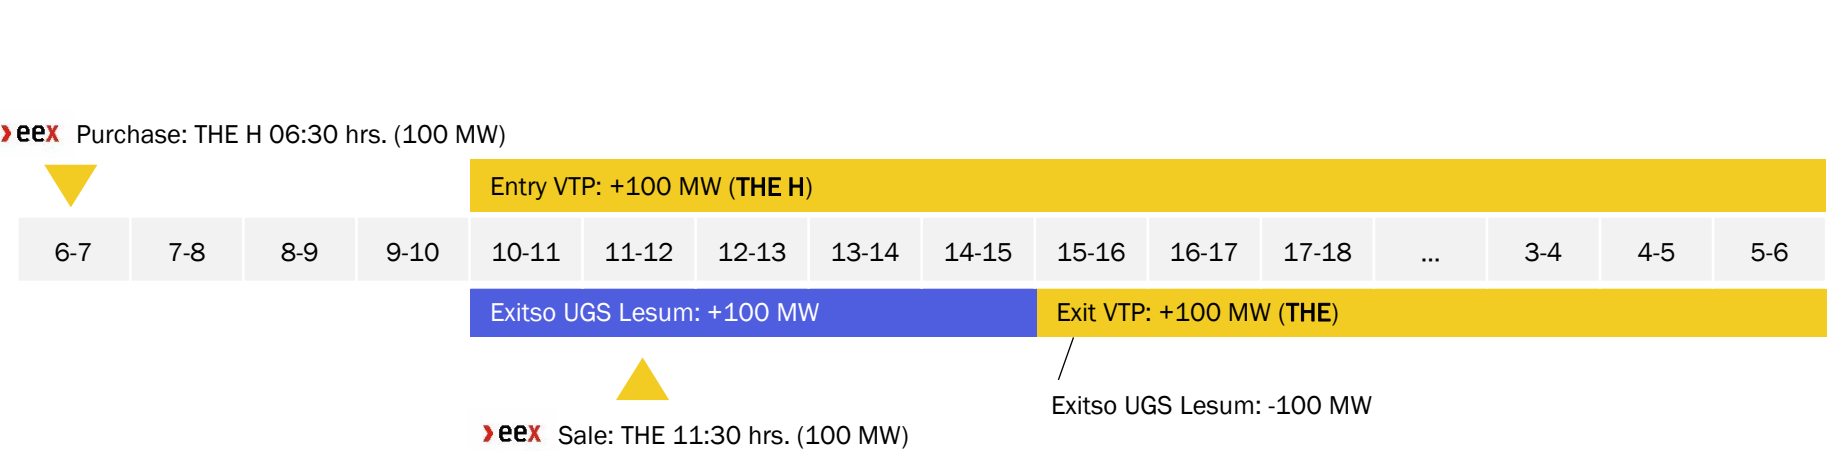 eex Purchase: THE H 06:30 hrs. (100 MW)
Entry VTP: +100 MW (THE H)
6-7 7-8 8-9 9-10 10-11 11-12 12-13 13-14 14-15 15-16 16-17 17-18 ... 3-4 4-5 5-6
Exitso UGS Lesum: +100 MW
Exit VTP: +100 MW (THE)
Exitso UGS Lesum: -100 MW
eex Sale: THE 11:30 hrs. (100 MW)